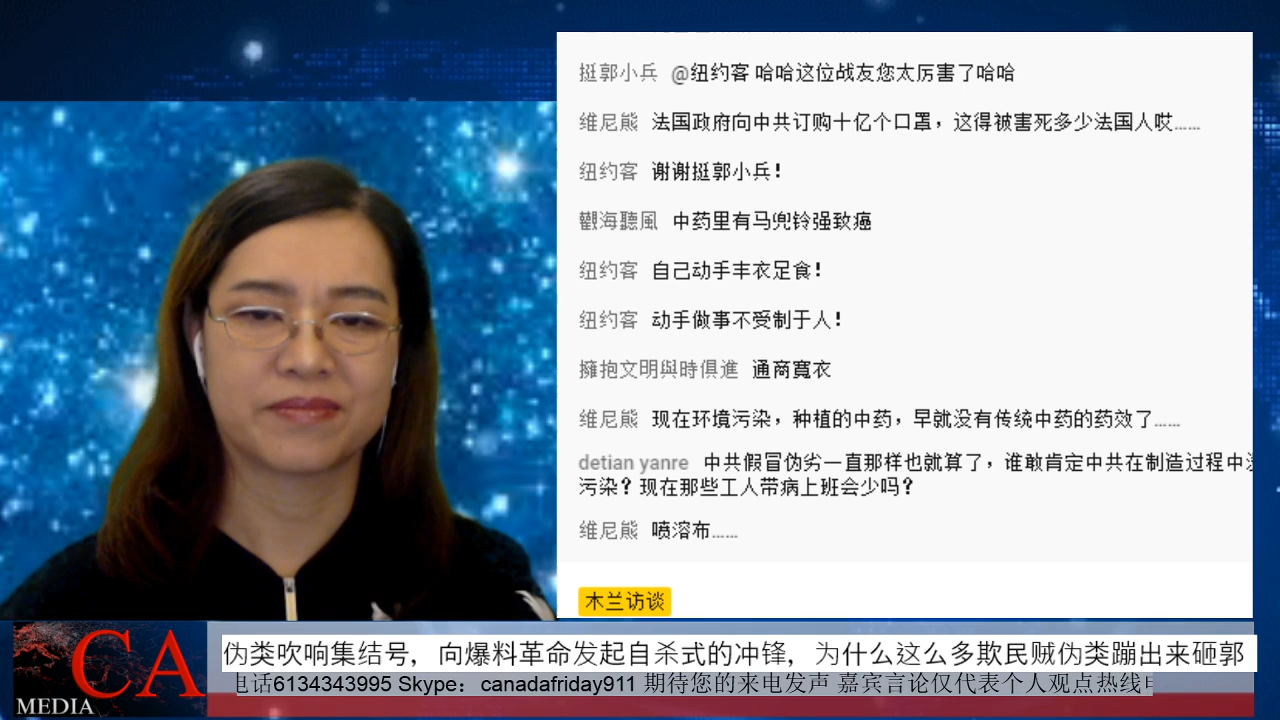 挺郭小兵 @纽约客 哈哈这位战友您太厉害了哈哈
维尼熊 法国政府向中共订购十亿个口罩，这得被害死多少法国人哎……
纽约客 谢谢挺郭小兵！
觀海聽風 中药里有马兜铃强致癌
纽约客 自己动手丰衣足食！
纽约客 动手做事不受制于人！
擁抱文明與時俱進 通商寬衣
维尼熊 现在环境污染，种植的中药，早就没有传统中药的药效了……
detian yanre 中共假冒伪劣一直那样也就算了，谁敢肯定中共在制造过程中
污染？现在那些工人带病上班会少吗？
维尼熊 喷溶布……
木兰访谈
CA
MEDIA
伪类吹响集结号，向爆料革命发起自杀式的冲锋，为什么这么多欺民贼伪类蹦出来砸郭
电话6134343995 Skype：canadafriday911 期待您的来电发声 嘉宾言论仅代表个人观点热线